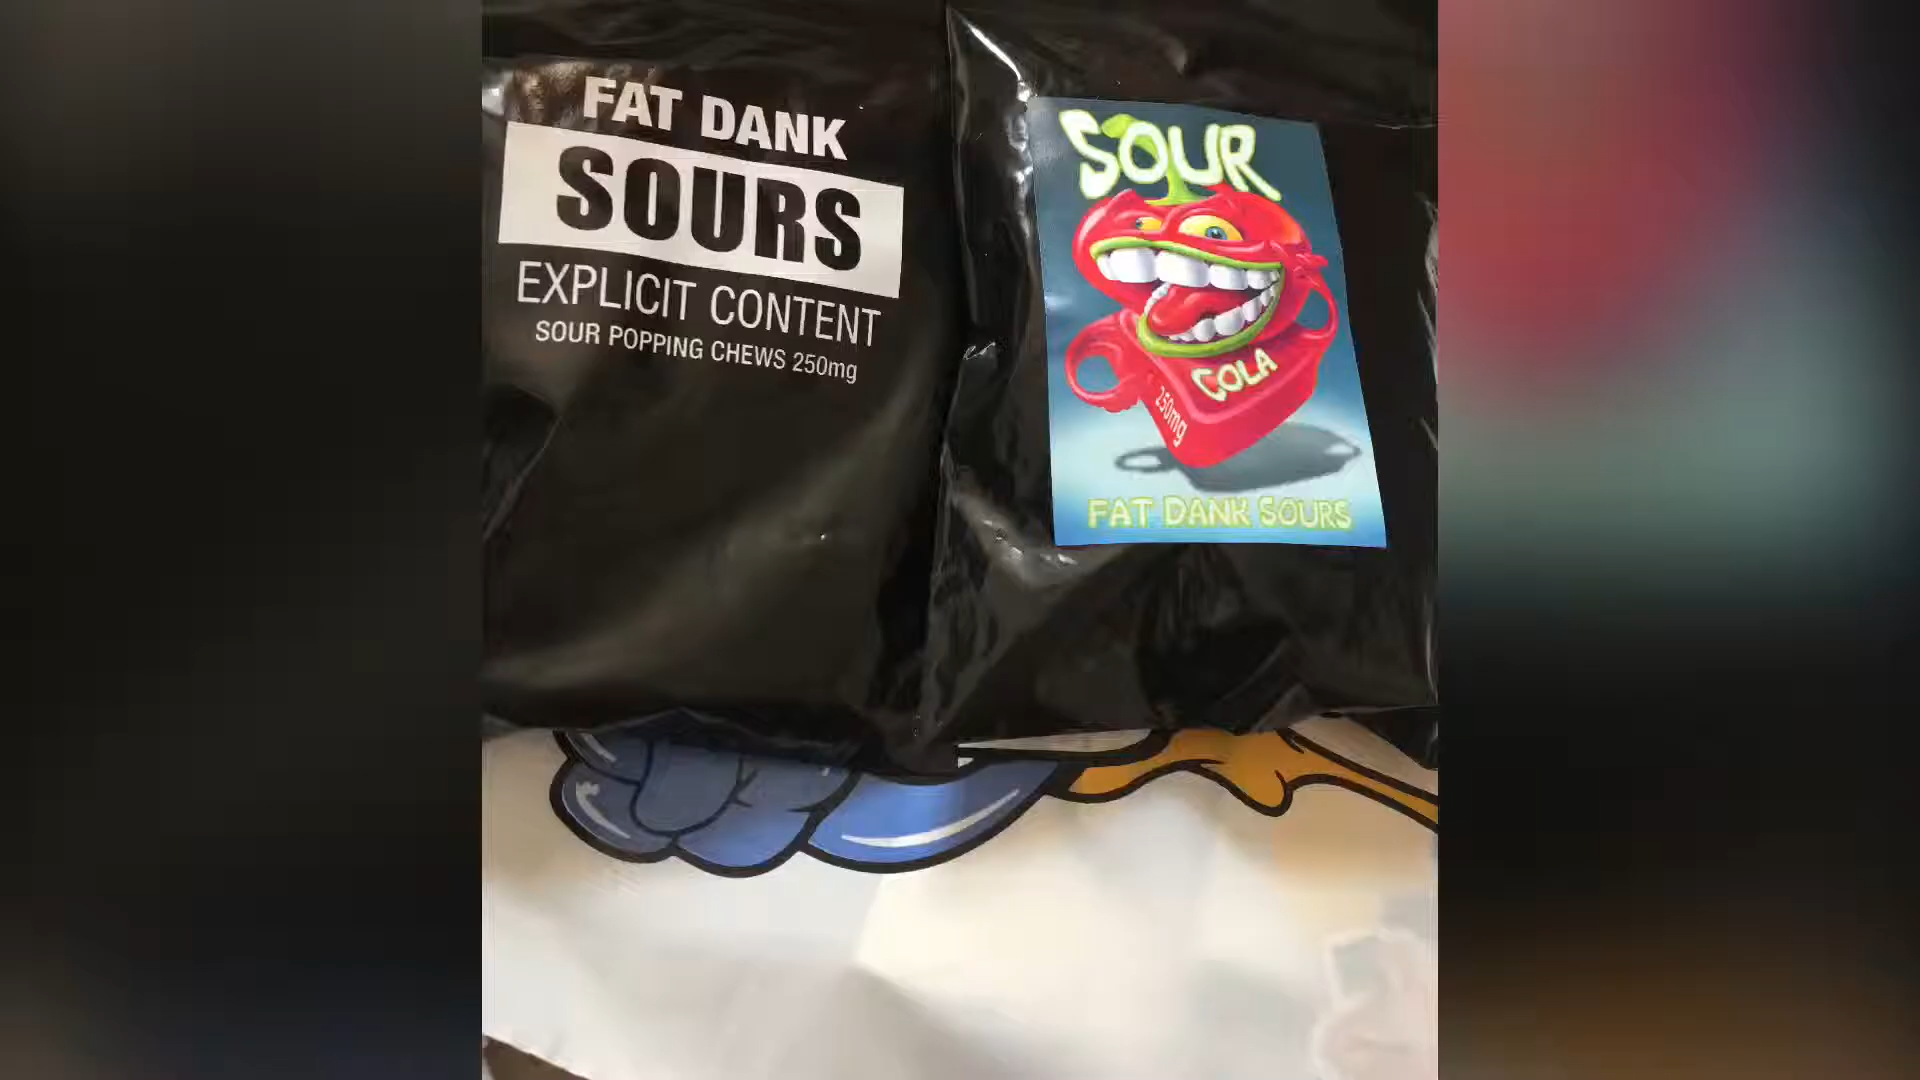 FAT DANK
SOURS
EXPLICIT CONTENT
SOUR POPPING CHEWS 250mg
SOUR
COLA
250mg
FAT DANK SOURS